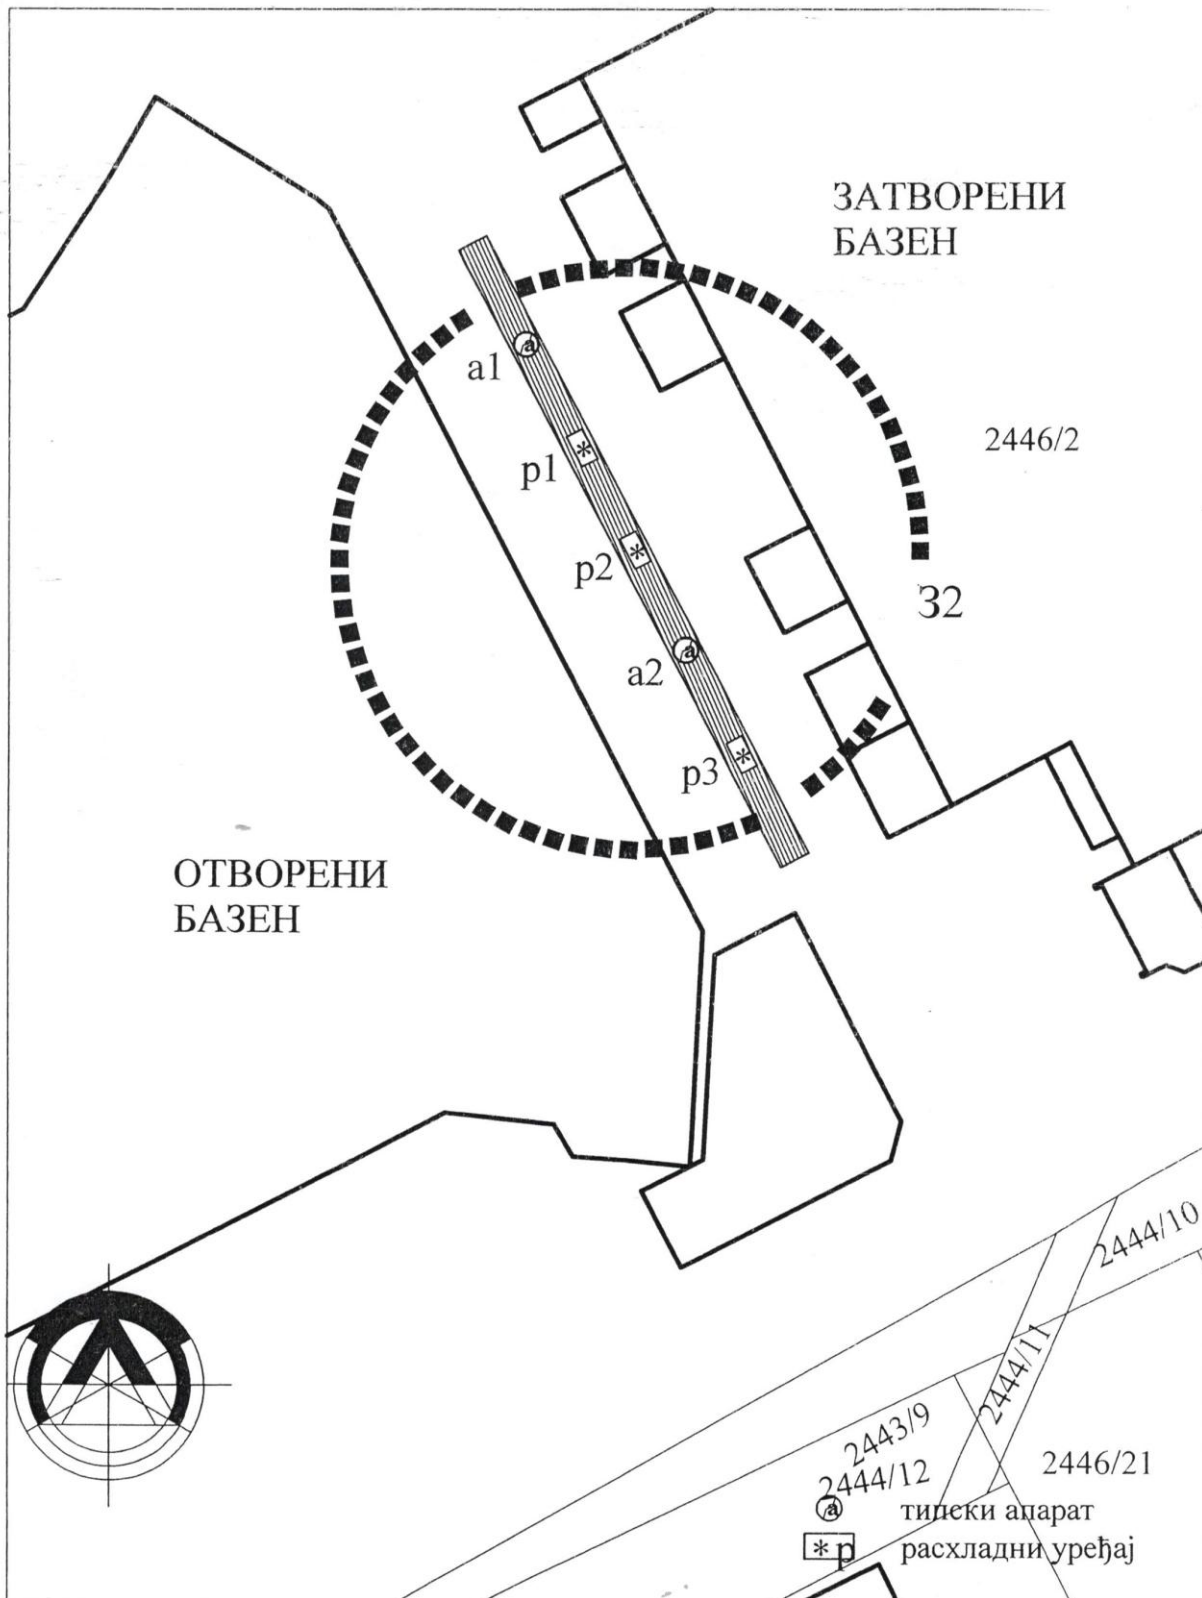 ЗАТВОРЕНИ
БАЗЕН
a1
2446/2
p1
p2
З2
a2
p3
ОТВОРЕНИ
БАЗЕН
2444/10
2444/11
2443/9
2444/12
2446/21
a типски апарат
*р расхладни уређај